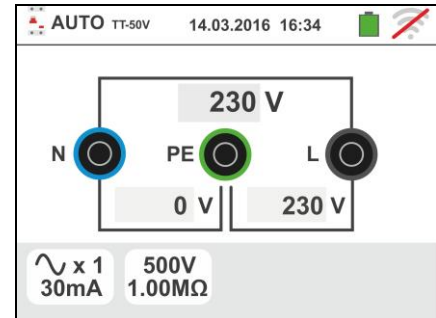 AUTO TT-50V 14.03.2016 16:34
230 V
N PE L
0 V 230 V
x 1 500V
30mA 1.00MΩ